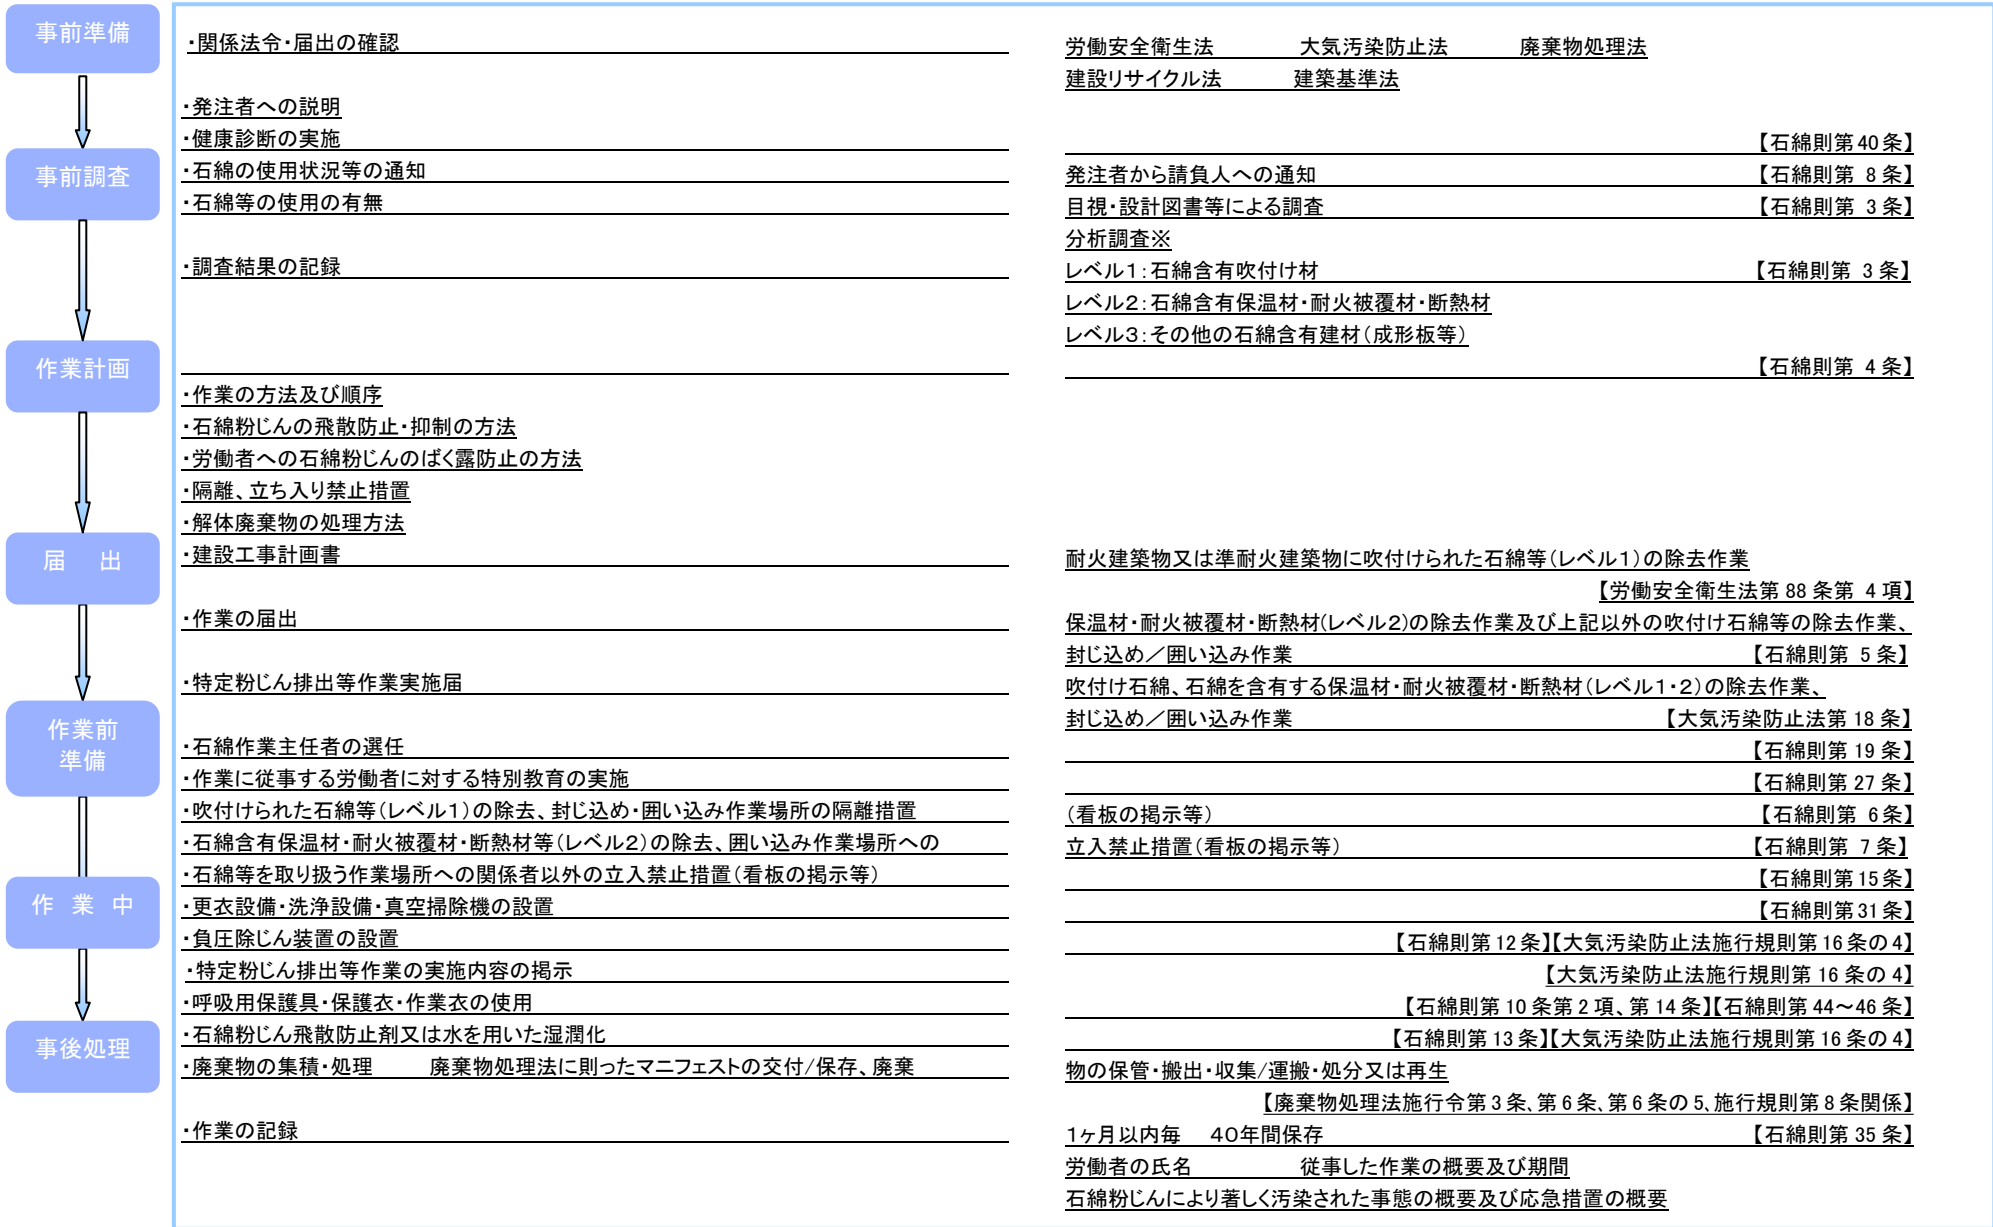 事前準備
・関係法令・届出の確認
労働安全衛生法 大気汚染防止法 廃棄物処理法
建設リサイクル法 建築基準法
・発注者への説明
・健康診断の実施 【石綿則第40条】
事前調査
・石綿の使用状況等の通知 発注者から請負人への通知 【石綿則第 8条】
・石綿等の使用の有無 目視・設計図書等による調査 【石綿則第 3条】
分析調査※
・調査結果の記録 レベル1：石綿含有吹付け材 【石綿則第 3条】
レベル2：石綿含有保温材・耐火被覆材・断熱材
レベル3：その他の石綿含有建材（成形板等）
作業計画
【石綿則第 4条】
・作業の方法及び順序
・石綿粉じんの飛散防止・抑制の方法
・労働者への石綿粉じんのばく露防止の方法
・隔離、立ち入り禁止措置
・解体廃棄物の処理方法
届 出
・建設工事計画書 耐火建築物又は準耐火建築物に吹付けられた石綿等（レベル1）の除去作業
【労働安全衛生法第88条第 4項】
・作業の届出 保温材・耐火被覆材・断熱材(レベル2)の除去作業及び上記以外の吹付け石綿等の除去作業、
封じ込め／囲い込み作業 【石綿則第 5条】
・特定粉じん排出等作業実施届 吹付け石綿、石綿を含有する保温材・耐火被覆材・断熱材（レベル1・2）の除去作業、
封じ込め／囲い込み作業 【大気汚染防止法第18条】
作業前
準備
・石綿作業主任者の選任 【石綿則第19条】
・作業に従事する労働者に対する特別教育の実施 【石綿則第27条】
・吹付けられた石綿等（レベル1）の除去、封じ込め・囲い込み作業場所の隔離措置 （看板の掲示等） 【石綿則第 6条】
・石綿含有保温材・耐火被覆材・断熱材等（レベル2）の除去、囲い込み作業場所への 立入禁止措置（看板の掲示等） 【石綿則第 7条】
・石綿等を取り扱う作業場所への関係者以外の立入禁止措置（看板の掲示等） 【石綿則第15条】
作 業 中
・更衣設備・洗浄設備・真空掃除機の設置 【石綿則第31条】
・負圧除じん装置の設置 【石綿則第12条】【大気汚染防止法施行規則第16条の4】
・特定粉じん排出等作業の実施内容の掲示 【大気汚染防止法施行規則第16条の4】
・呼吸用保護具・保護衣・作業衣の使用 【石綿則第10条第2項、第14条】【石綿則第44～46条】
・石綿粉じん飛散防止剤又は水を用いた湿潤化 【石綿則第13条】【大気汚染防止法施行規則第16条の4】
事後処理
・廃棄物の集積・処理 廃棄物処理法に則ったマニフェストの交付/保存、廃棄 物の保管・搬出・収集/運搬・処分又は再生
【廃棄物処理法施行令第3条、第6条、第6条の5、施行規則第8条関係】
・作業の記録 1ヶ月以内毎 40年間保存 【石綿則第35条】
労働者の氏名 従事した作業の概要及び期間
石綿粉じんにより著しく汚染された事態の概要及び応急措置の概要